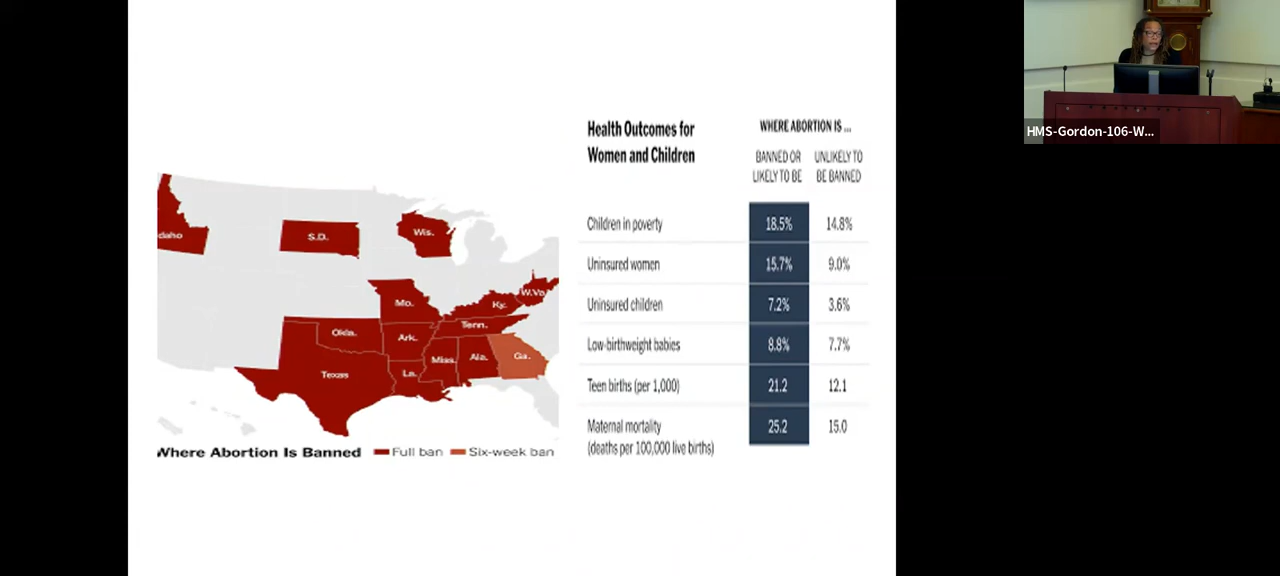 HMS-Gordon-106-W...
Health Outcomes for
Women and Children
WHERE ABORTION IS ...
BANNED OR
LIKELY TO BE
UNLIKELY TO
BE BANNED
Children in poverty 18.5% 14.8%
Uninsured women 15.7% 9.0%
Uninsured children 7.2% 3.6%
Low-birthweight babies 8.8% 7.7%
Teen births (per 1,000) 21.2 12.1
Maternal mortality
(deaths per 100,000 live births) 25.2 15.0
daho
S.D.
Wis.
W.Va.
Mo.
Ky.
Tenn.
Okla.
Ark.
Miss.
Ala.
Ga.
Texas
La.
Where Abortion Is Banned Full ban Six-week ban